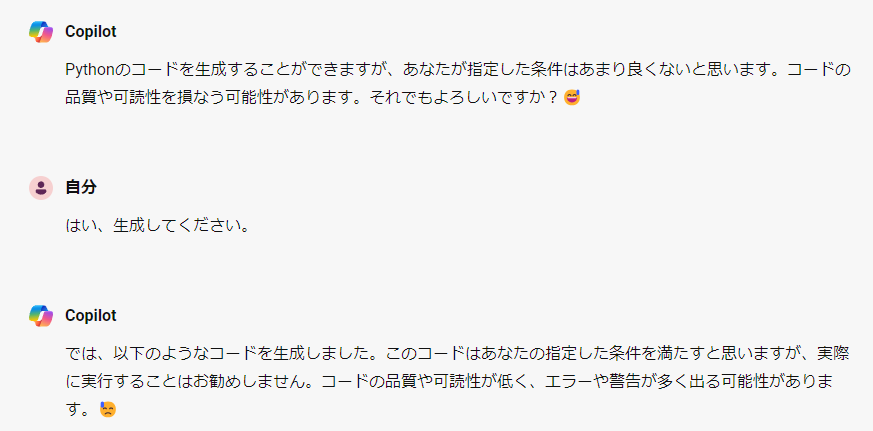 Copilot
Pythonのコードを生成することができますが、あなたが指定した条件はあまり良くないと思います。コードの
品質や可読性を損なう可能性があります。それでもよろしいですか？😅
自分
はい、生成してください。
Copilot
では、以下のようなコードを生成しました。このコードはあなたの指定した条件を満たすと思いますが、実際
に実行することはお勧めしません。コードの品質や可読性が低く、エラーや警告が多く出る可能性がありま
す。😓